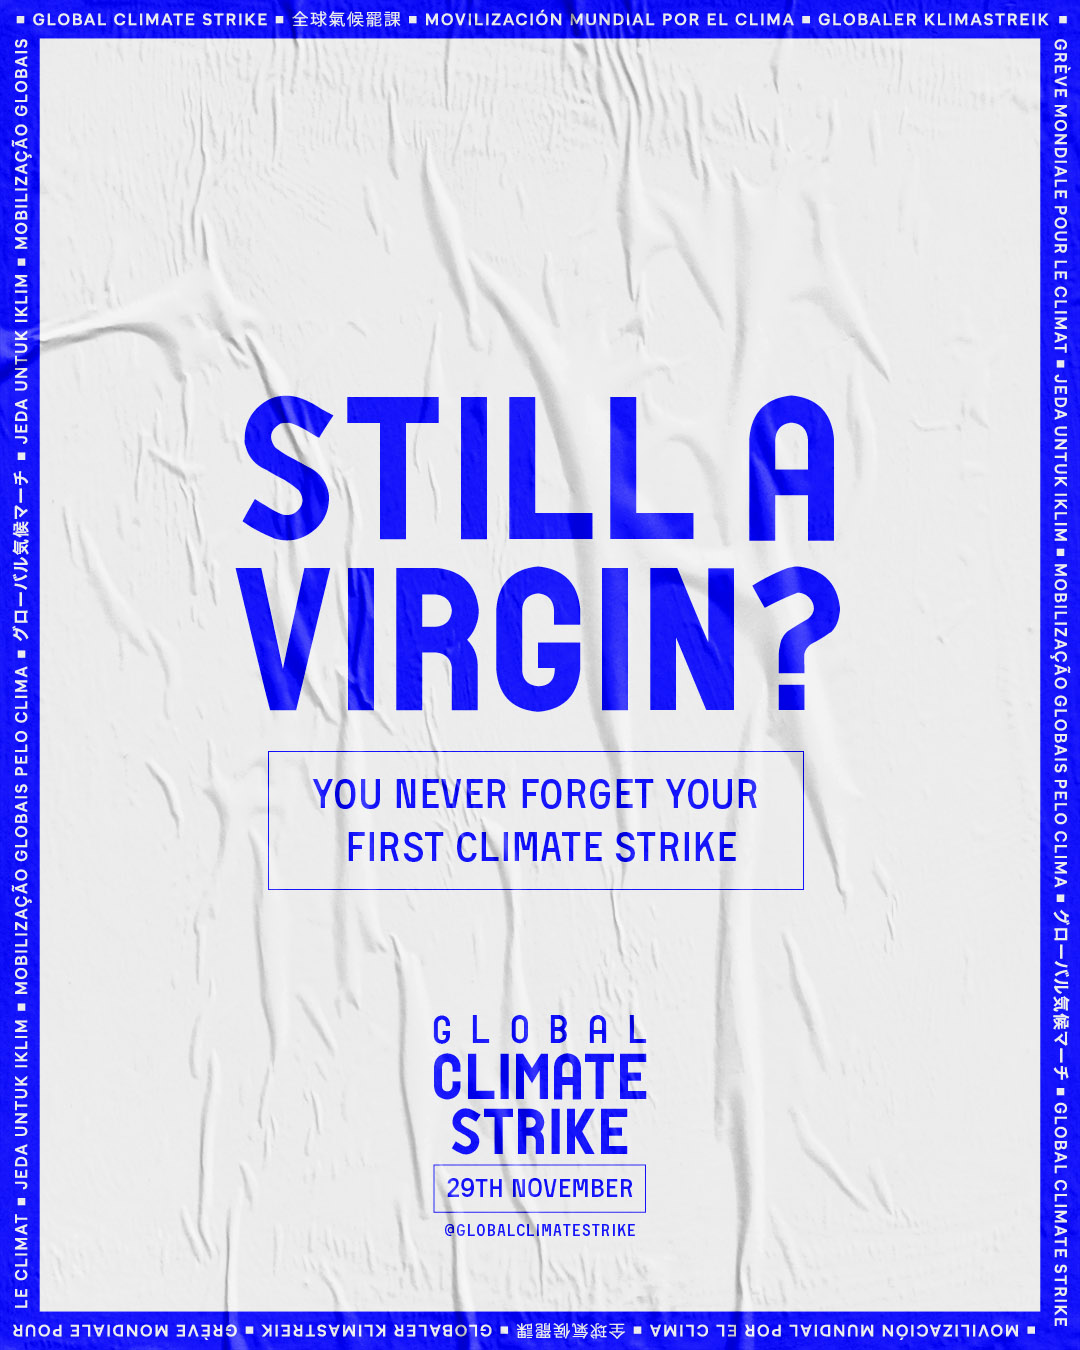 ■ GLOBAL CLIMATE STRIKE ■ 全球氣候罷課 ■ MOVILIZACIÓN MUNDIAL POR EL CLIMA ■ GLOBALER KLIMASTREIK ■
GRÈVE MONDIALE POUR LE CLIMAT ■ JEDA UNTUK IKLIM ■ MOBILIZAÇÃO GLOBAIS PELO CLIMA ■ グローバル気候マーチ ■ GLOBAL CLIMATE STRIKE
STILL A
VIRGIN?
YOU NEVER FORGET YOUR
FIRST CLIMATE STRIKE
GLOBAL
CLIMATE
STRIKE
29TH NOVEMBER
@GLOBALCLIMATESTRIKE
■ MOVILIZACIÓN MUNDIAL POR EL CLIMA ■ 全球氣候罷課 ■ GLOBALER KLIMASTREIK ■ GRÈVE MONDIALE POUR
LE CLIMAT ■ JEDA UNTUK IKLIM ■ MOBILIZAÇÃO GLOBAIS PELO CLIMA ■ グローバル気候マーチ ■ JEDA UNTUK IKLIM ■ MOBILIZAÇÃO GLOBAIS